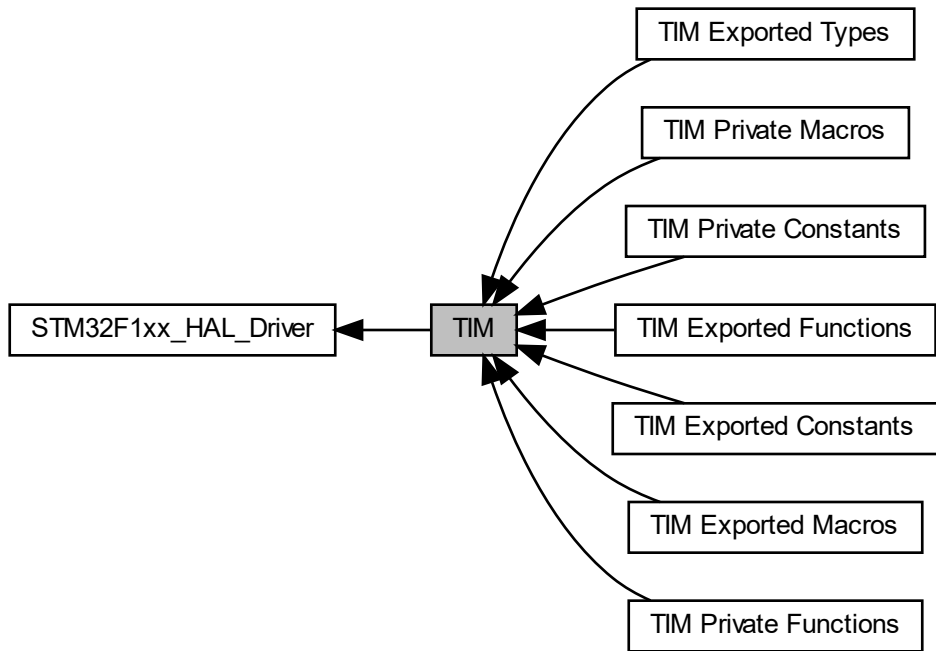 TIM Exported Types
TIM Private Macros
TIM Private Constants
STM32F1xx_HAL_Driver
TIM
TIM Exported Functions
TIM Exported Constants
TIM Exported Macros
TIM Private Functions